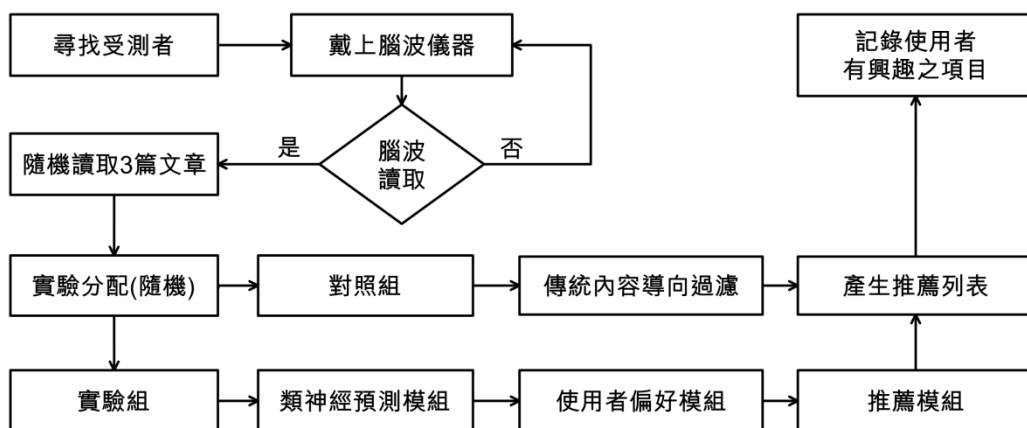 尋找受測者
戴上腦波儀器
記錄使用者
有興趣之項目
隨機讀取3篇文章
是
腦波
讀取
否
實驗分配(隨機)
對照組
傳統內容導向過濾
產生推薦列表
實驗組
類神經預測模組
使用者偏好模組
推薦模組